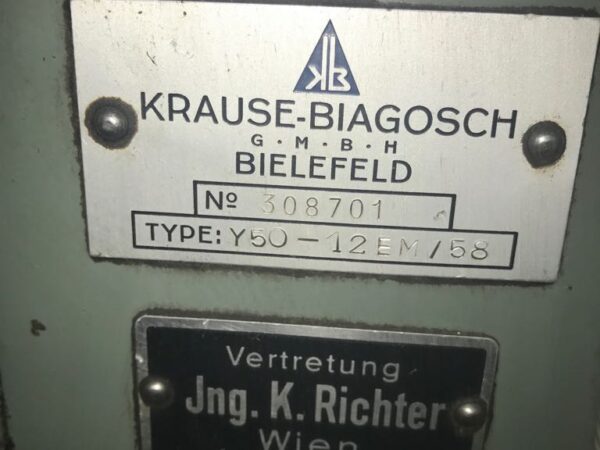 KB
KRAUSE-BIAGOSCH
G·M·B·H
BIELEFELD
Nº 308701
TYPE: Y50-12EM/58
Vertretung
Jng. K. Richter
Wien